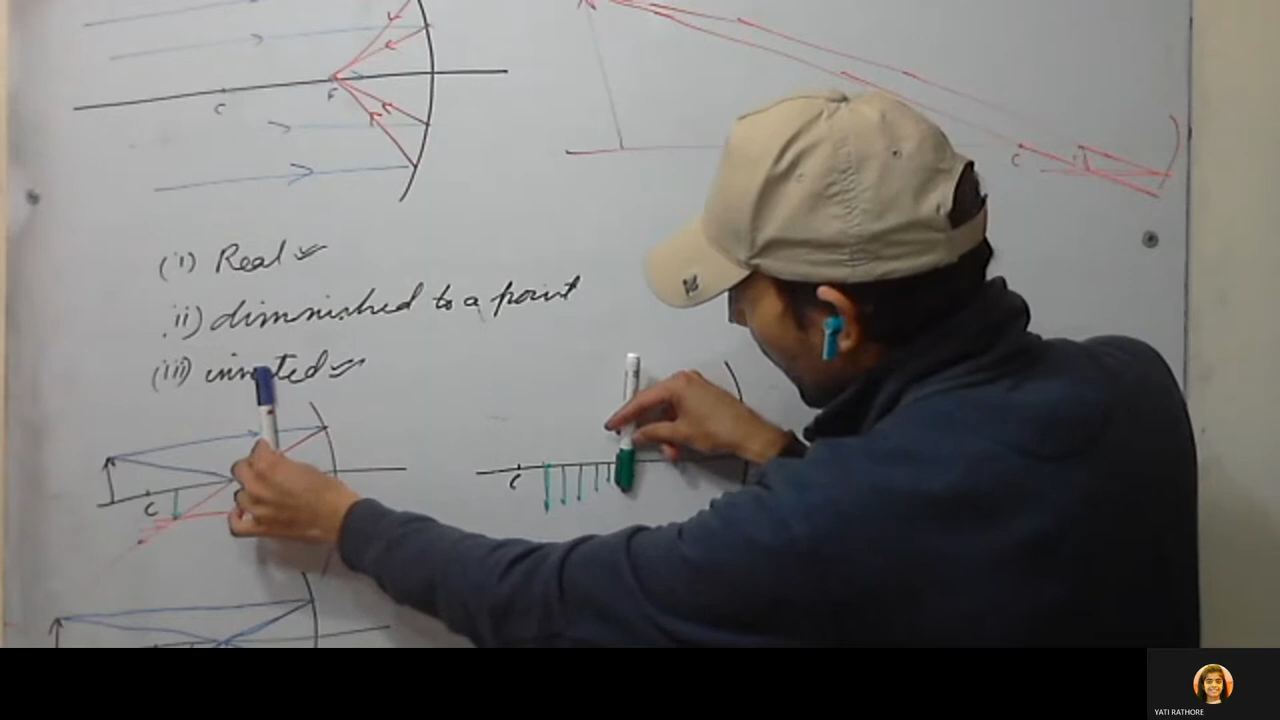 C
F
C
(i) Real
ii) diminished to a point
(iii) inverted
C
C
YATI RATHORE